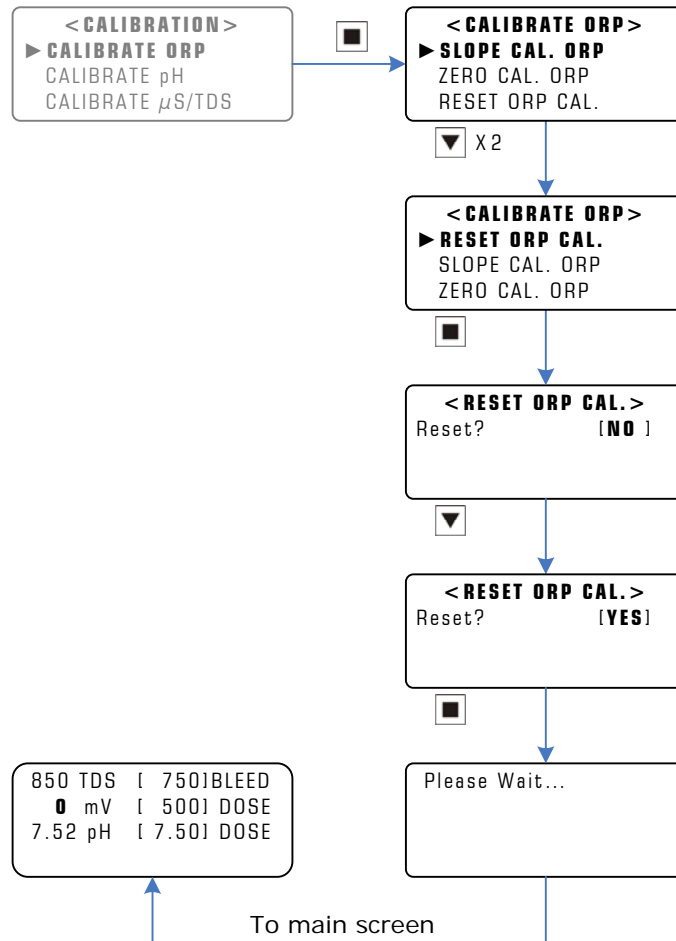 <CALIBRATION>
►CALIBRATE ORP
CALIBRATE pH
CALIBRATE µS/TDS
<CALIBRATE ORP>
►SLOPE CAL. ORP
ZERO CAL. ORP
RESET ORP CAL.
X 2
<CALIBRATE ORP>
►RESET ORP CAL.
SLOPE CAL. ORP
ZERO CAL. ORP
<RESET ORP CAL.>
Reset? [NO ]
<RESET ORP CAL.>
Reset? [YES]
Please Wait...
850 TDS [ 750]BLEED
0 mV [ 500] DOSE
7.52 pH [ 7.50] DOSE
To main screen